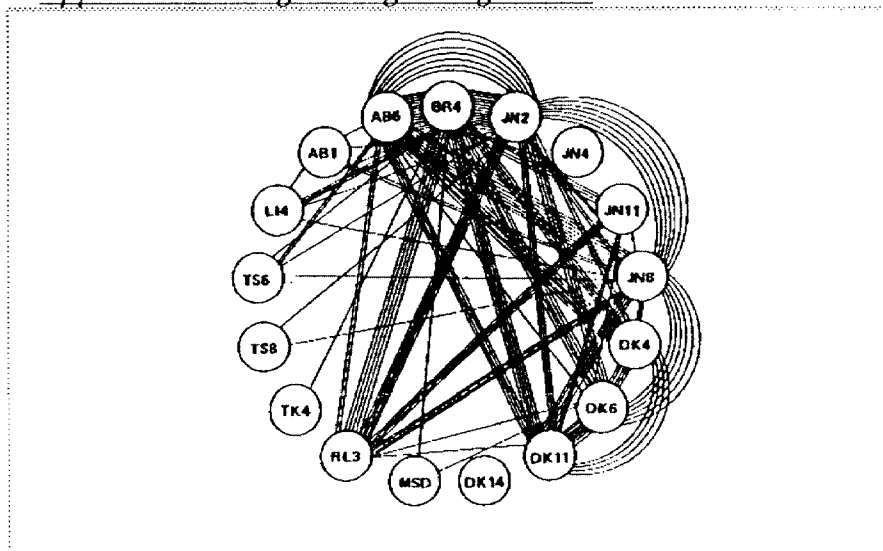 BR4
AB6
JN2
AB1
JN4
LI4
JN11
TS6
JN8
TS8
DK4
TK4
DK6
RL3
DK11
MSD
DK14